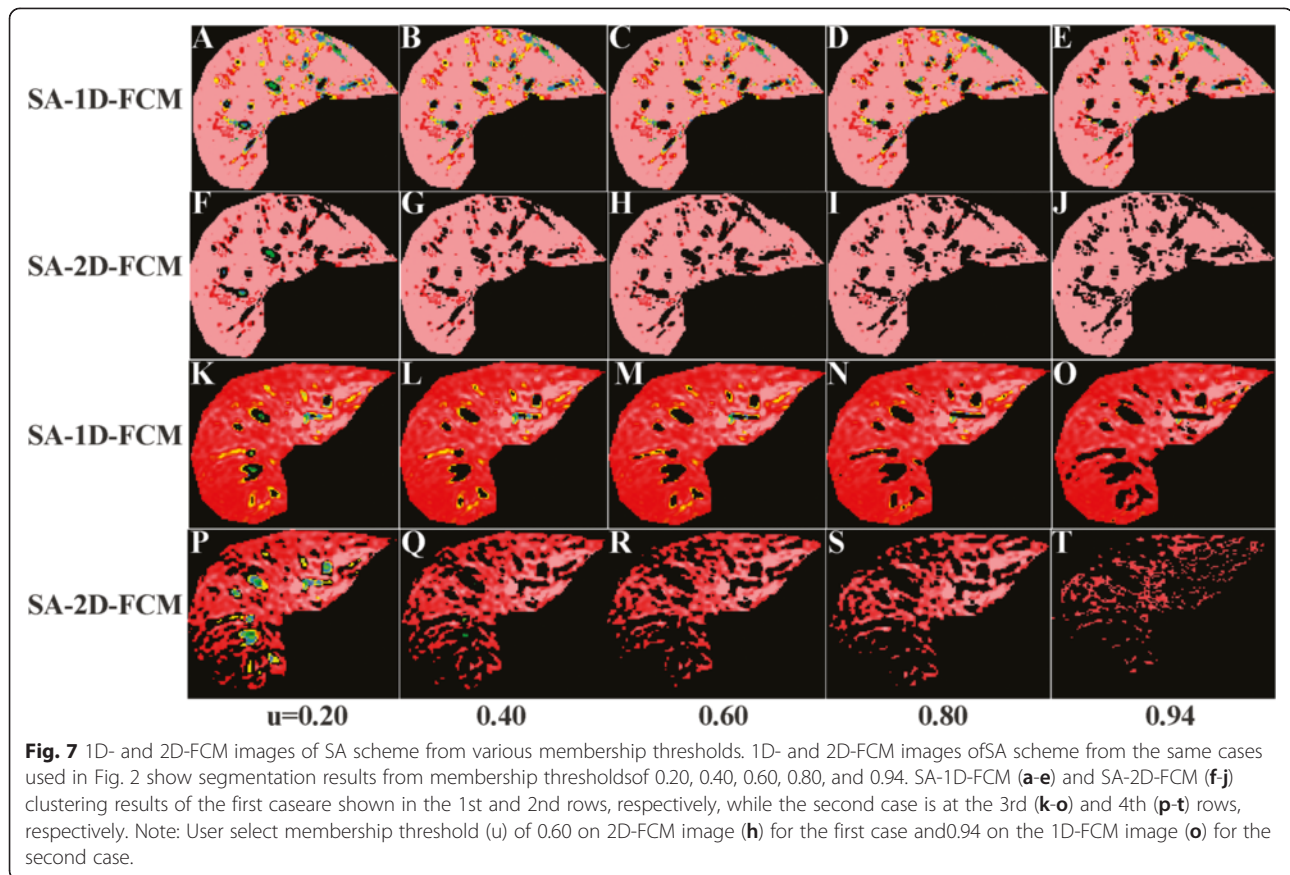 SA-1D-FCM
A B C D E
SA-2D-FCM
F G H I J
SA-1D-FCM
K L M N O
SA-2D-FCM
P Q R S T
u=0.20 0.40 0.60 0.80 0.94
Fig. 7 1D- and 2D-FCM images of SA scheme from various membership thresholds. 1D- and 2D-FCM images ofSA scheme from the same cases
used in Fig. 2 show segmentation results from membership thresholdsof 0.20, 0.40, 0.60, 0.80, and 0.94. SA-1D-FCM (a-e) and SA-2D-FCM (f-j)
clustering results of the first caseare shown in the 1st and 2nd rows, respectively, while the second case is at the 3rd (k-o) and 4th (p-t) rows,
respectively. Note: User select membership threshold (u) of 0.60 on 2D-FCM image (h) for the first case and0.94 on the 1D-FCM image (o) for the
second case.